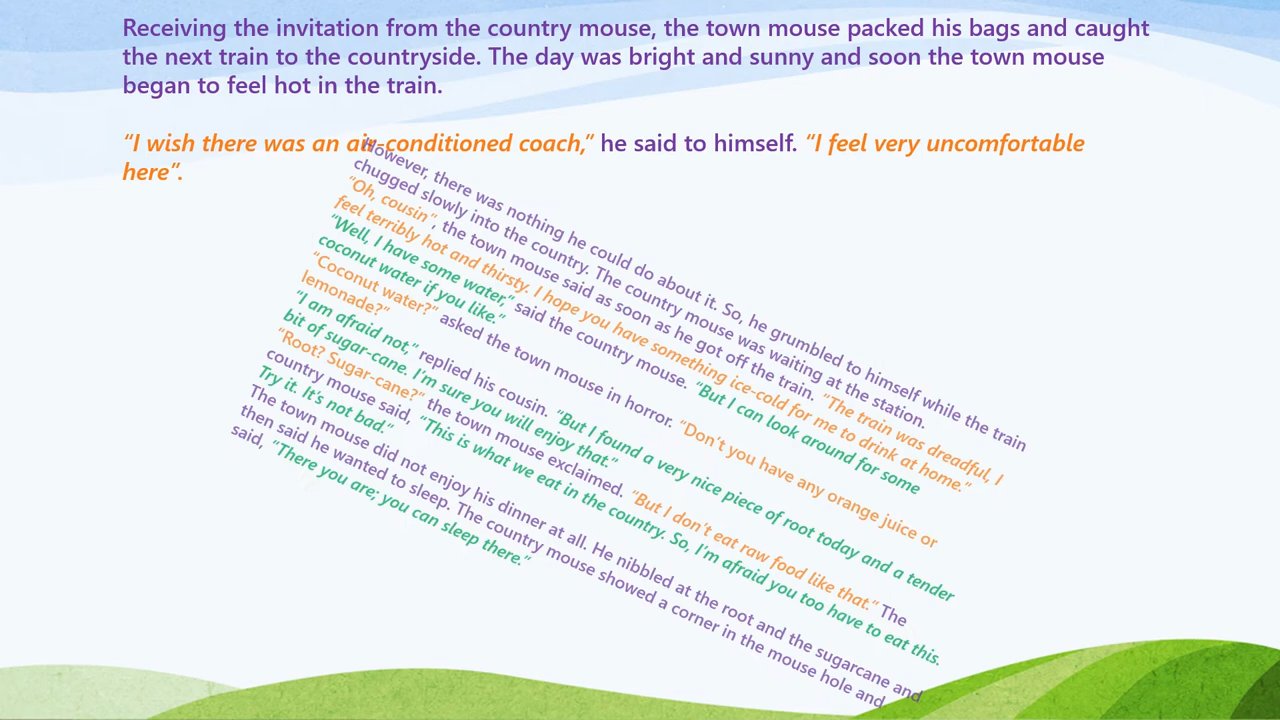 Receiving the invitation from the country mouse, the town mouse packed his bags and caught
the next train to the countryside. The day was bright and sunny and soon the town mouse
began to feel hot in the train.
“I wish there was an air-conditioned coach,” he said to himself. “I feel very uncomfortable
here”.
However, there was nothing he could do about it. So, he grumbled to himself while the train
chugged slowly into the country. The country mouse was waiting at the station.
“Oh, cousin”, the town mouse said as soon as he got off the train. “The train was dreadful, I
feel terribly hot and thirsty. I hope you have something ice-cold for me to drink at home.”
“Well, I have some water,” said the country mouse. “But I can look around for some
coconut water if you like.”
“Coconut water?” asked the town mouse in horror. “Don’t you have any orange juice or
lemonade?”
“I am afraid not,” replied his cousin. “But I found a very nice piece of root today and a tender
bit of sugar-cane. I’m sure you will enjoy that.”
“Root? Sugar-cane?” the town mouse exclaimed. “But I don’t eat raw food like that.” The
country mouse said, “This is what we eat in the country. So, I’m afraid you too have to eat this.
Try it. It’s not bad.”
The town mouse did not enjoy his dinner at all. He nibbled at the root and the sugarcane and
then said he wanted to sleep. The country mouse showed a corner in the mouse hole and
said, “There you are; you can sleep there.”